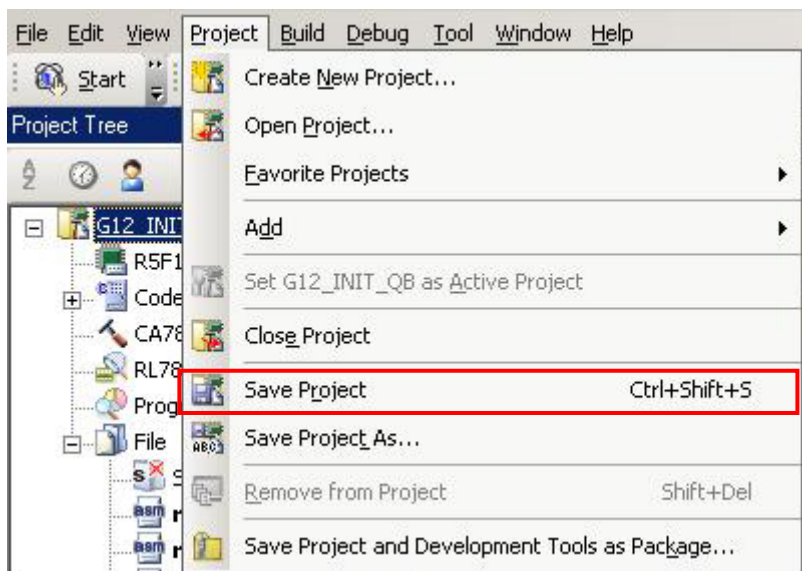 File Edit View Project Build Debug Tool Window Help
Start
Create New Project...
Project Tree
Open Project...
Favorite Projects
Add
G12_INI
R5F1
Set G12_INIT_QB as Active Project
Code
CA78
Close Project
RL78
Save Project Ctrl+Shift+S
Prog
File
Save Project As...
Remove from Project Shift+Del
Save Project and Development Tools as Package...